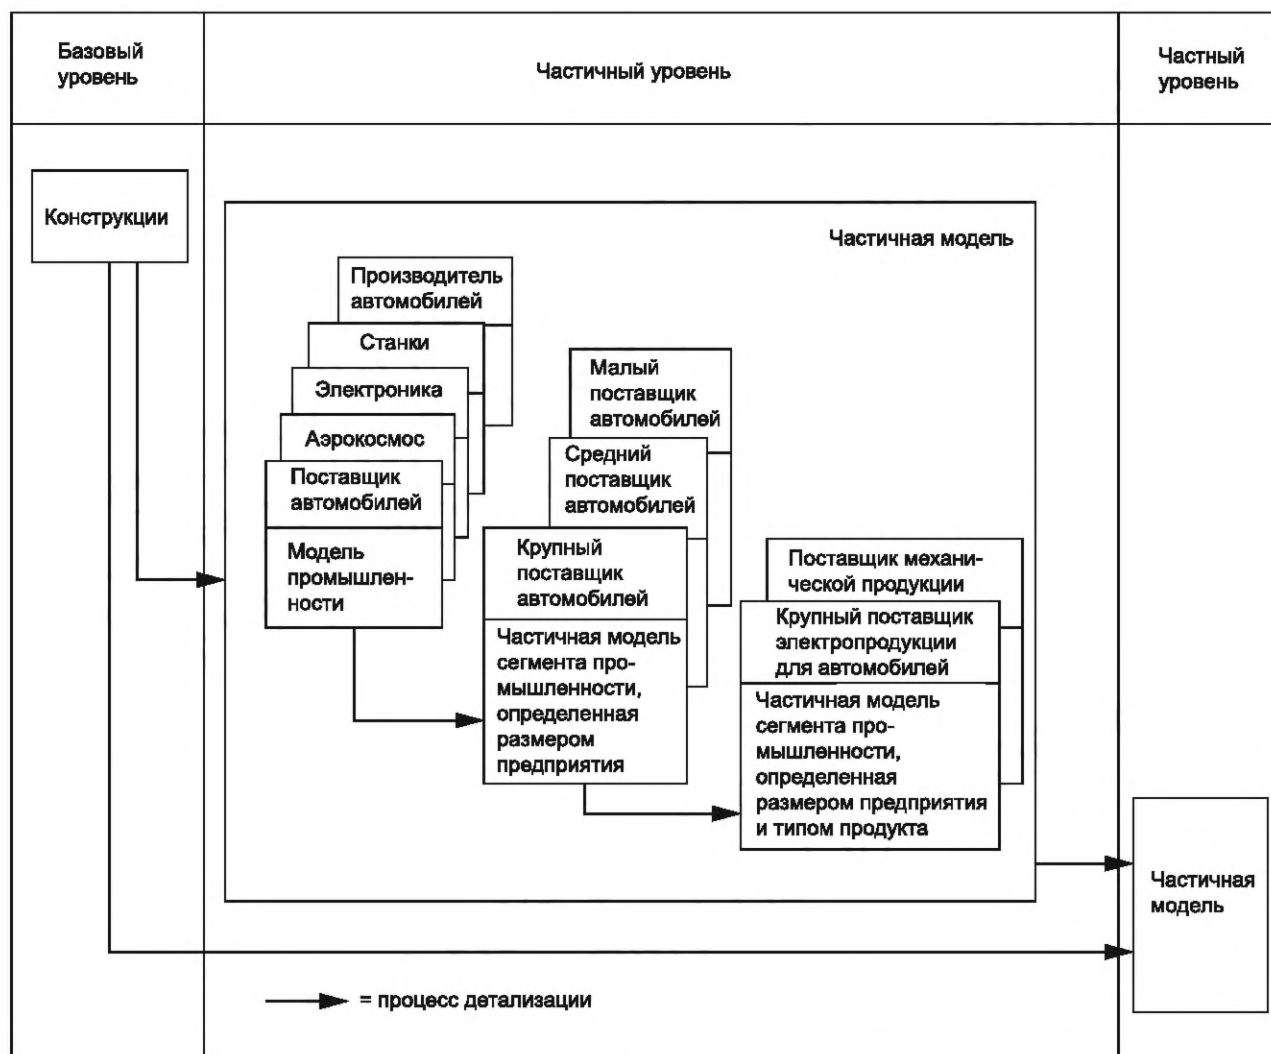 Базовый
уровень
Частичный уровень
Частный
уровень
Конструкции
Частичная модель
Производитель
автомобилей
Станки
Электроника
Аэрокосмос
Поставщик
автомобилей
Модель
промышлен-
ности
Малый
поставщик
автомобилей
Средний
поставщик
автомобилей
Крупный
поставщик
автомобилей
Частичная модель
сегмента про-
мышленности,
определенная
размером
предприятия
Поставщик механи-
ческой продукции
Крупный поставщик
электропродукции
для автомобилей
Частичная модель
сегмента про-
мышленности,
определенная
размером предприятия
и типом продукта
Частичная
модель
= процесс детализации